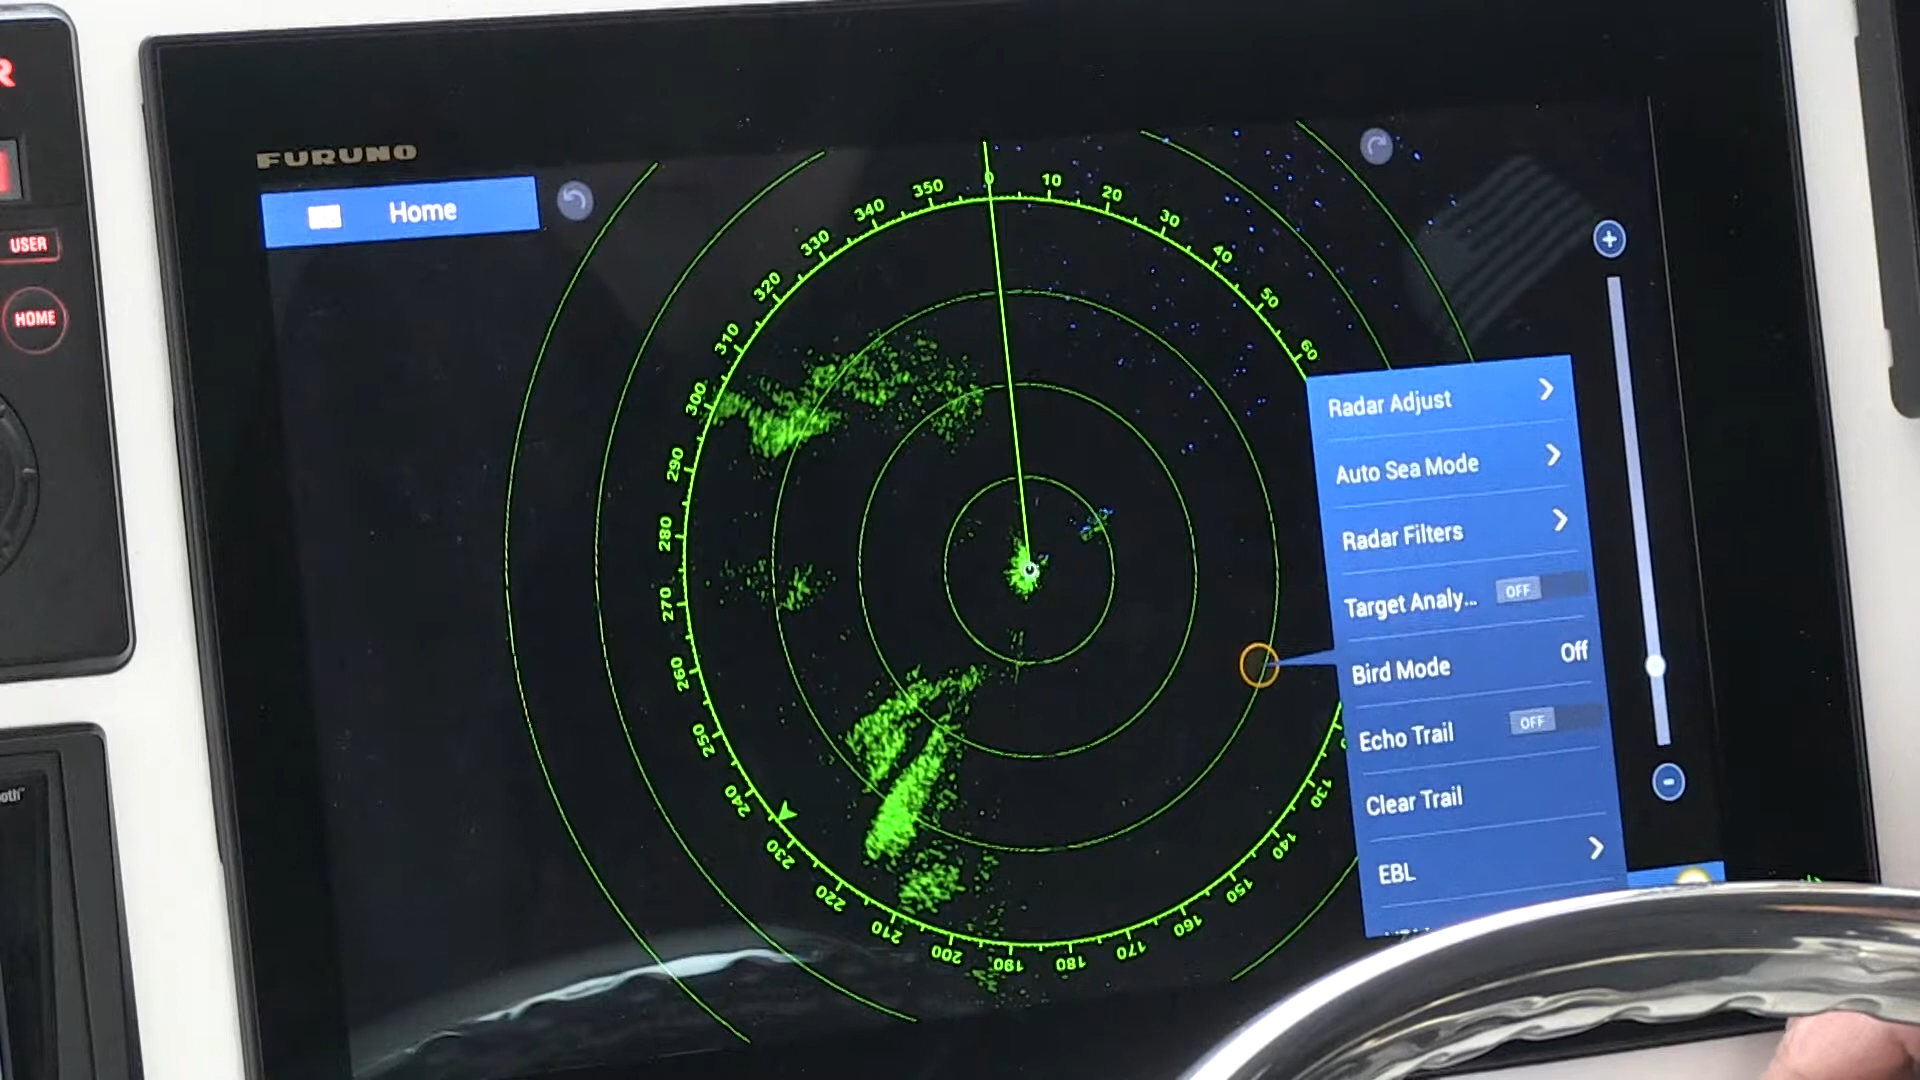 R
USER
HOME
oth
FURUNO
Home
0
10
20
30
40
50
60
130
140
150
160
170
180
190
200
210
220
230
240
250
260
270
280
290
300
310
320
330
340
350
Radar Adjust
Auto Sea Mode
Radar Filters
Target Analy... OFF
Bird Mode Off
Echo Trail OFF
Clear Trail
EBL